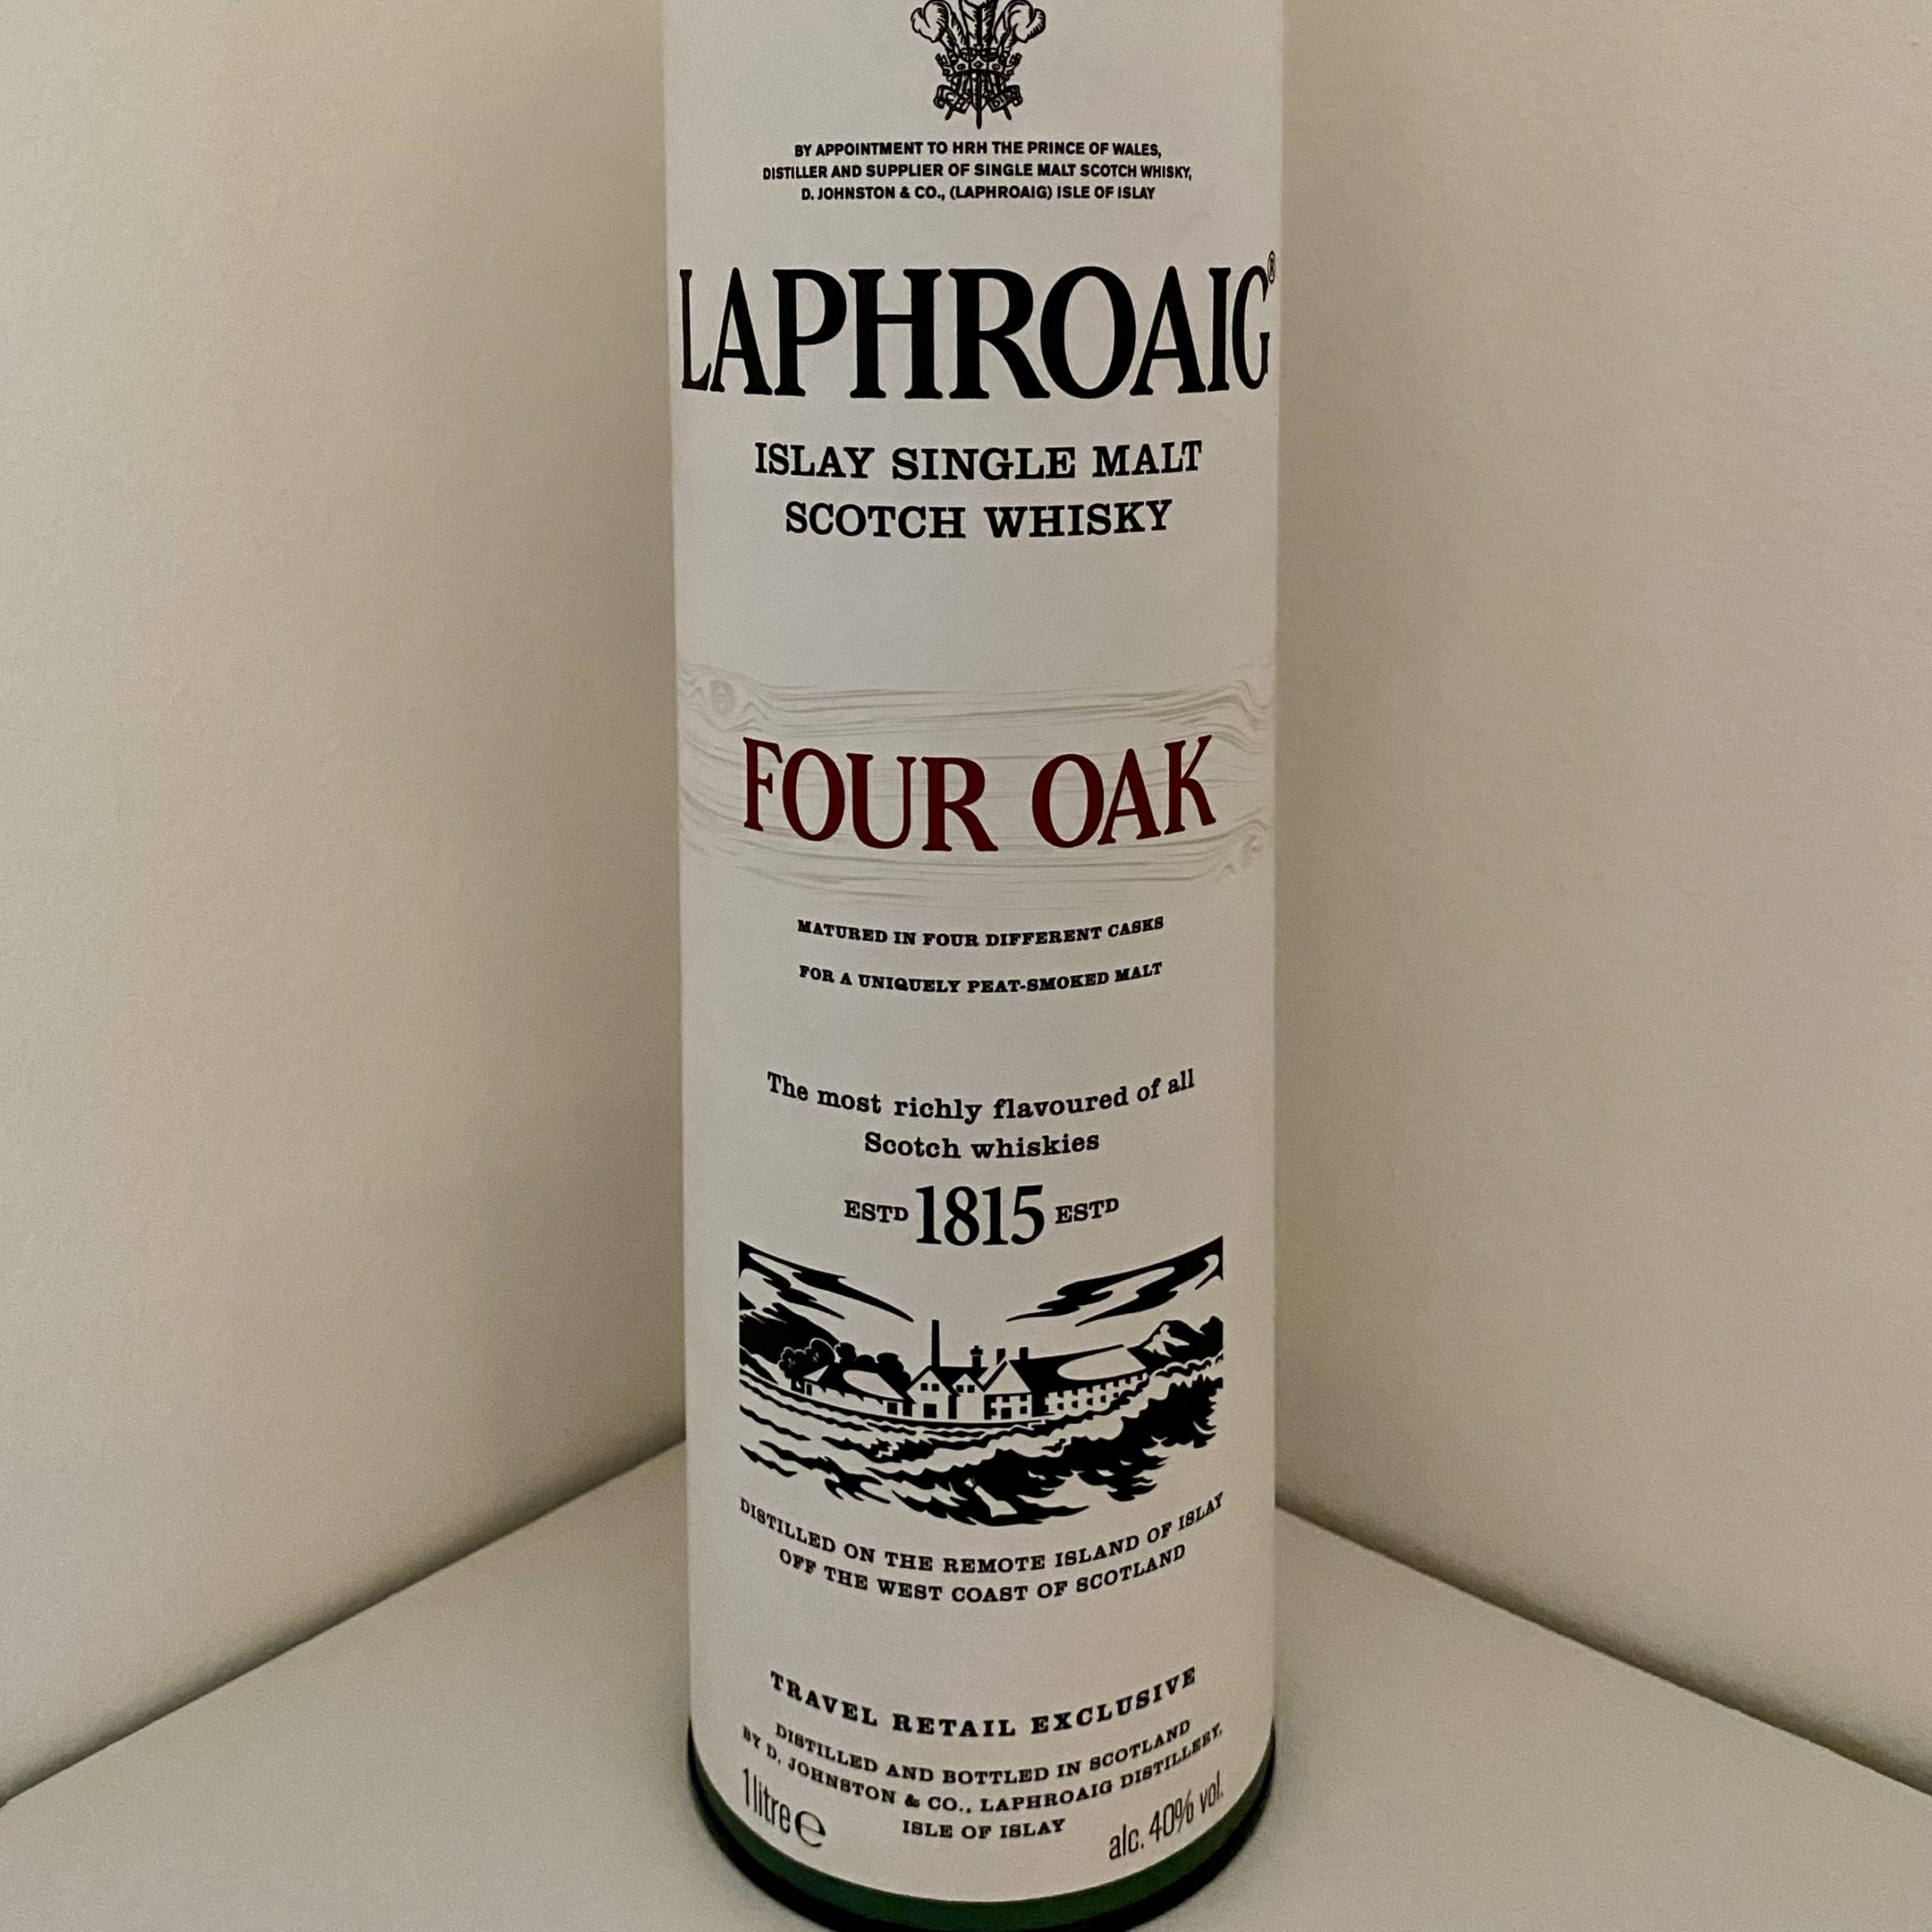 BY APPOINTMENT TO HRH THE PRINCE OF WALES,
DISTILLER AND SUPPLIER OF SINGLE MALT SCOTCH WHISKY,
D. JOHNSTON & CO., (LAPHROAIG) ISLE OF ISLAY
LAPHROAIG®
ISLAY SINGLE MALT
SCOTCH WHISKY
FOUR OAK
MATURED IN FOUR DIFFERENT CASKS
FOR A UNIQUELY PEAT-SMOKED MALT
The most richly flavoured of all
Scotch whiskies
ESTD 1815 ESTD
DISTILLED ON THE REMOTE ISLAND OF ISLAY
OFF THE WEST COAST OF SCOTLAND
TRAVEL RETAIL EXCLUSIVE
DISTILLED AND BOTTLED IN SCOTLAND
BY D. JOHNSTON & CO., LAPHROAIG DISTILLERY,
ISLE OF ISLAY
1 litre ℮
alc. 40% vol.